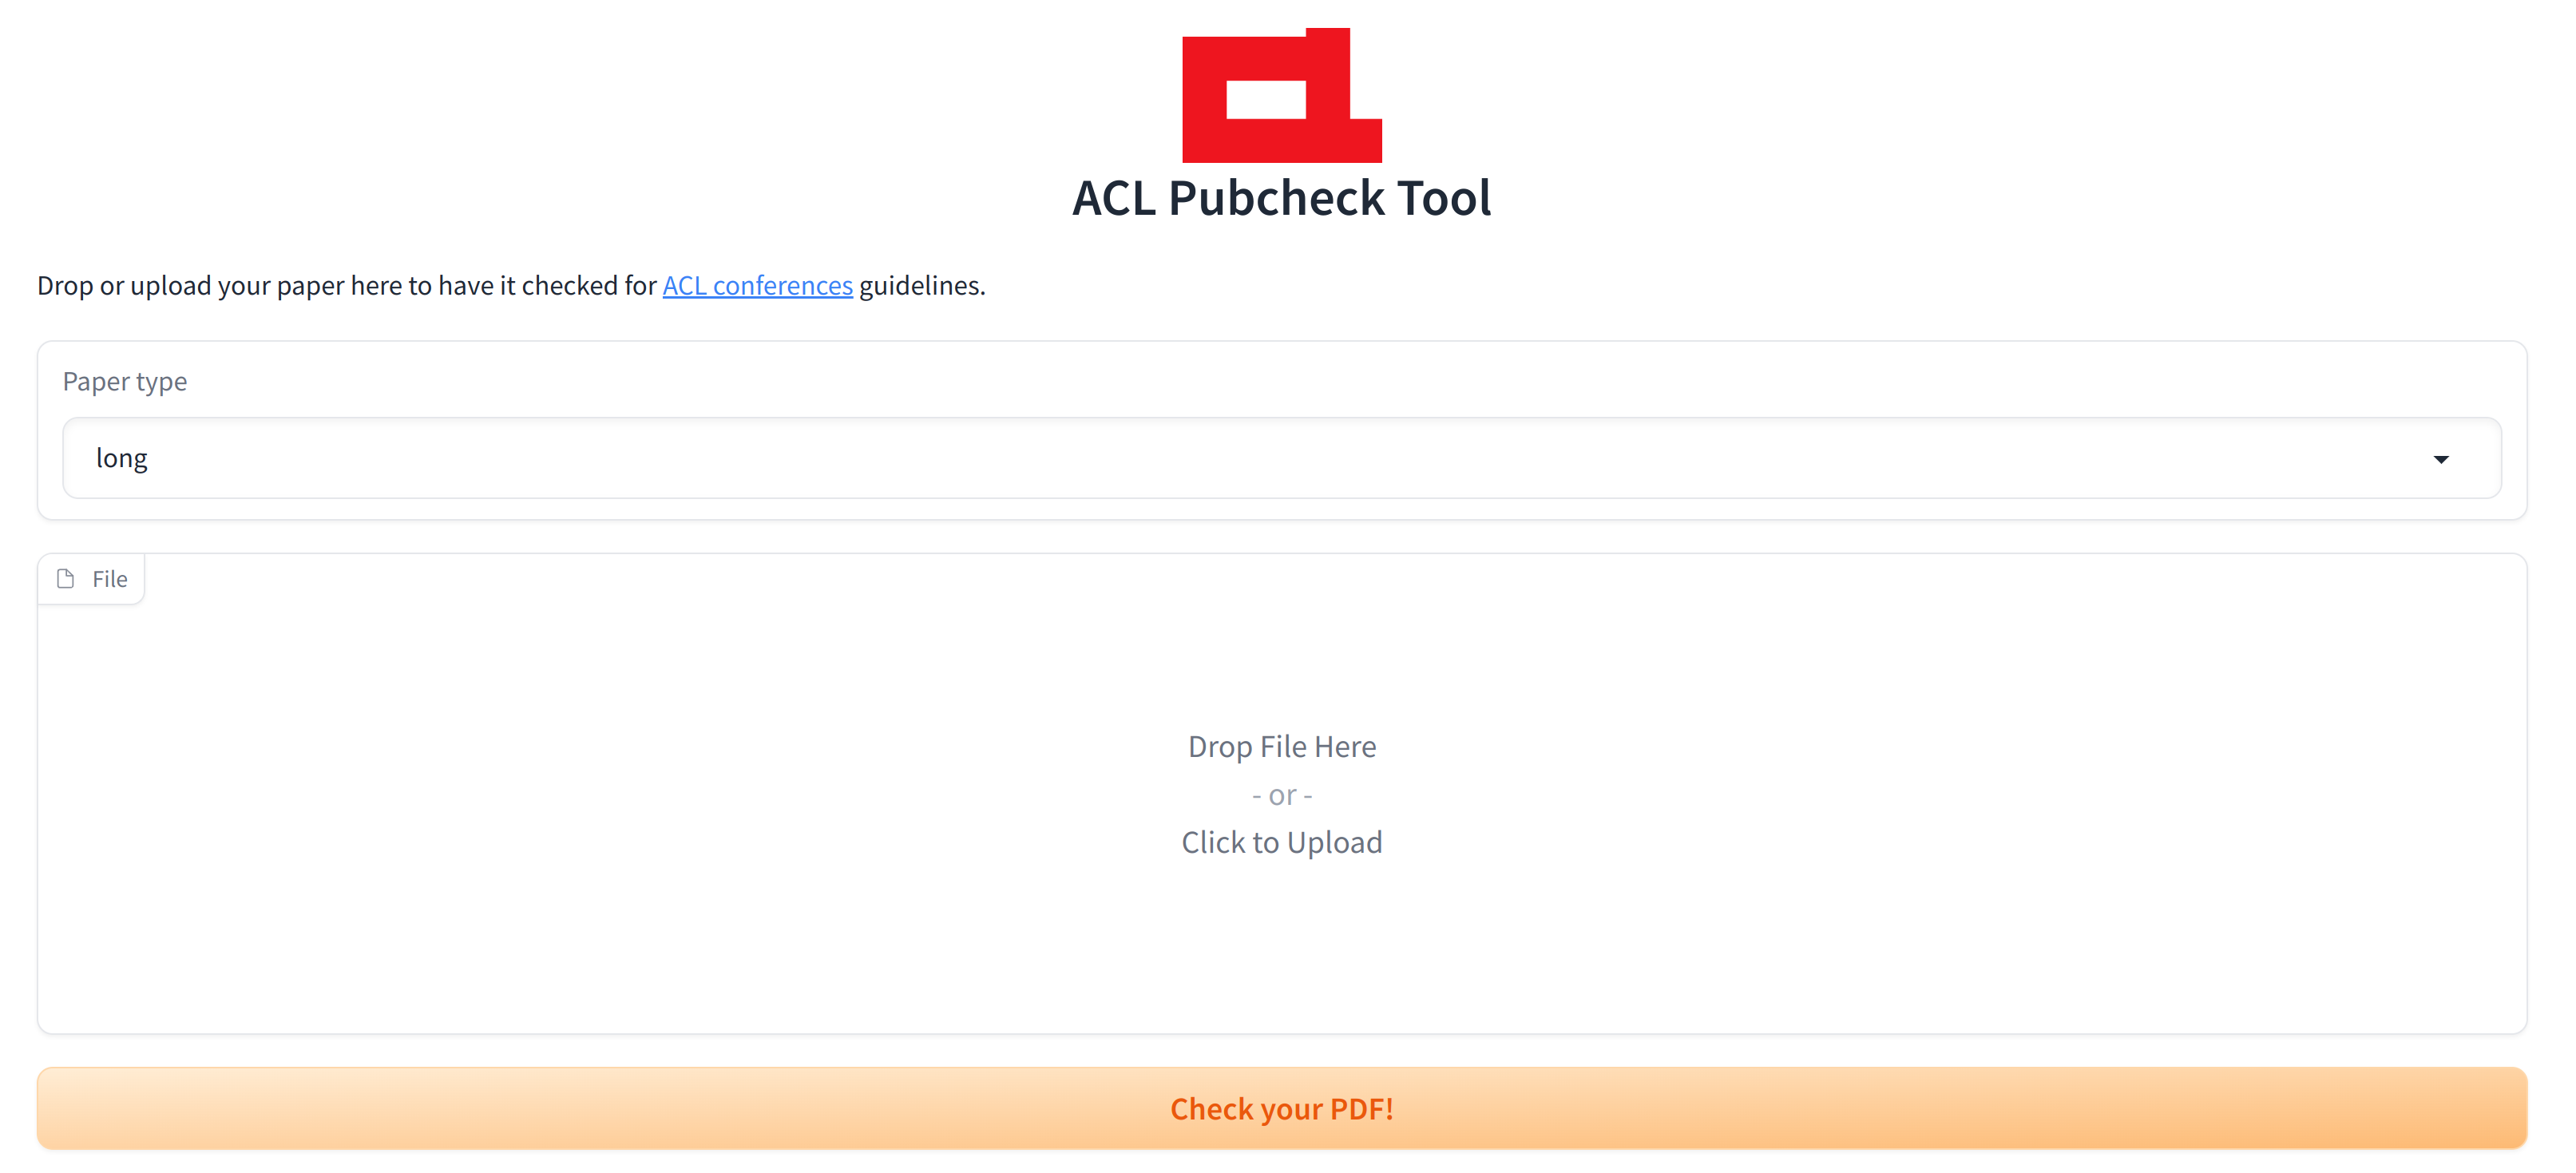 ACL Pubcheck Tool
Drop or upload your paper here to have it checked for ACL conferences guidelines.
Paper type
long
File
Drop File Here
- or -
Click to Upload
Check your PDF!